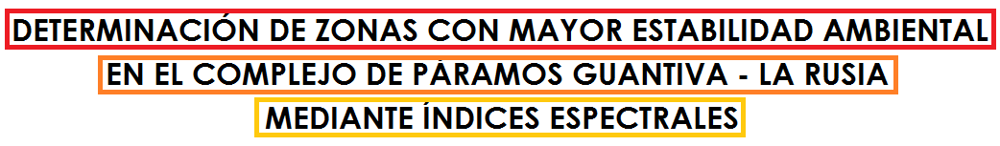 DETERMINACIÓN DE ZONAS CON MAYOR ESTABILIDAD AMBIENTAL
EN EL COMPLEJO DE PÁRAMOS GUANTIVA - LA RUSIA
MEDIANTE ÍNDICES ESPECTRALES